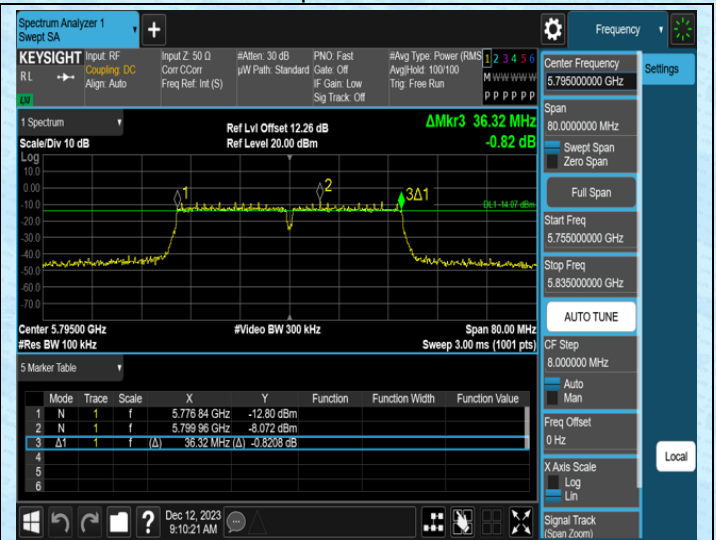 Spectrum Analyzer 1
Swept SA
+
Frequency
KEYSIGHT
RL
LXI
Input: RF
Coupling: DC
Align: Auto
Input Z: 50 Ω
Corr CCorr
Freq Ref: Int (S)
#Atten: 30 dB
µW Path: Standard
PNO: Fast
Gate: Off
IF Gain: Low
Sig Track: Off
#Avg Type: Power (RMS
Avg|Hold: 100/100
Trig: Free Run
1 2 3 4 5 6
M W W W W W
P P P P P P
Center Frequency
5.795000000 GHz
Settings
Span
80.0000000 MHz
Swept Span
Zero Span
Full Span
Start Freq
5.755000000 GHz
Stop Freq
5.835000000 GHz
AUTO TUNE
CF Step
8.000000 MHz
Auto
Man
Freq Offset
0 Hz
X Axis Scale
Log
Lin
Signal Track
(Span Zoom)
Local
1 Spectrum
Scale/Div 10 dB
Ref Lvl Offset 12.26 dB
Ref Level 20.00 dBm
ΔMkr3 36.32 MHz
-0.82 dB
Log
10.0
0.00
-10.0
-20.0
-30.0
-40.0
-50.0
-60.0
-70.0
1
2
3Δ1
DL1 -14.07 dBm
Center 5.79500 GHz
#Res BW 100 kHz
#Video BW 300 kHz
Span 80.00 MHz
Sweep 3.00 ms (1001 pts)
5 Marker Table
Mode Trace Scale X Y Function Function Width Function Value
1 N 1 f 5.776 84 GHz -12.80 dBm
2 N 1 f 5.799 96 GHz -8.072 dBm
3 Δ1 1 f (Δ) 36.32 MHz (Δ) -0.8208 dB
4
5
6
?
Dec 12, 2023
9:10:21 AM